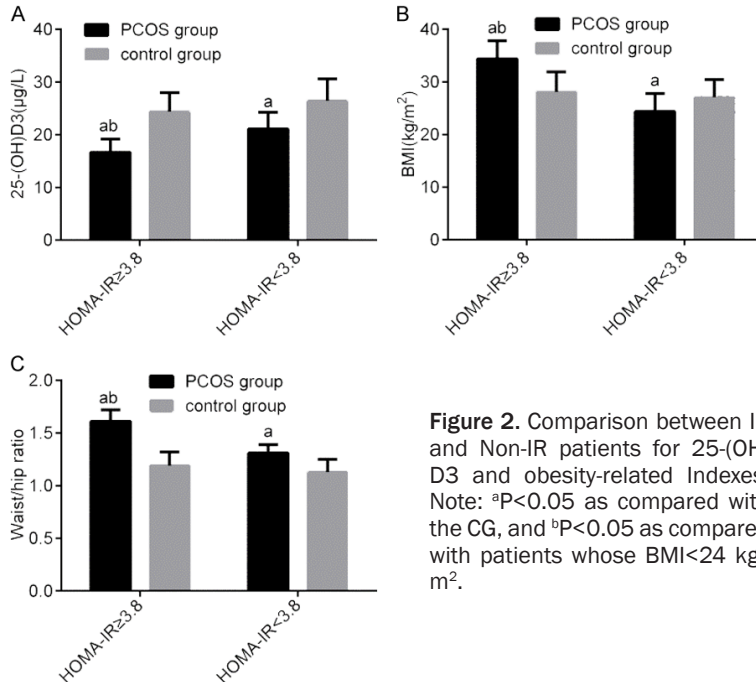 A
PCOS group
control group
25-(OH)D3(µg/L)
40
30
20
10
0
ab
a
HOMA-IR≥3.8
HOMA-IR<3.8
B
PCOS group
control group
BMI(kg/m²)
40
30
20
10
0
ab
a
HOMA-IR≥3.8
HOMA-IR<3.8
C
PCOS group
control group
Waist/hip ratio
2.0
1.5
1.0
0.5
0.0
ab
a
HOMA-IR≥3.8
HOMA-IR<3.8
Figure 2. Comparison between I
and Non-IR patients for 25-(OH
D3 and obesity-related Indexes
Note: ᵃP<0.05 as compared wit
the CG, and ᵇP<0.05 as compare
with patients whose BMI<24 kg
m².